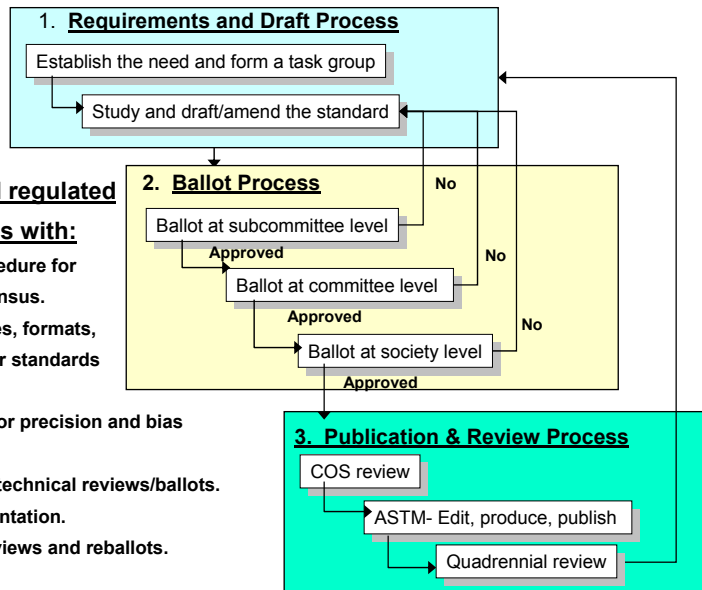 1. Requirements and Draft Process
Establish the need and form a task group
Study and draft/amend the standard
regulated
s with:
edure for
nsus.
es, formats,
r standards
or precision and bias
technical reviews/ballots.
ntation.
views and reballots.
2. Ballot Process
No
Ballot at subcommittee level
Approved
No
Ballot at committee level
Approved
No
Ballot at society level
Approved
3. Publication & Review Process
COS review
ASTM- Edit, produce, publish
Quadrennial review